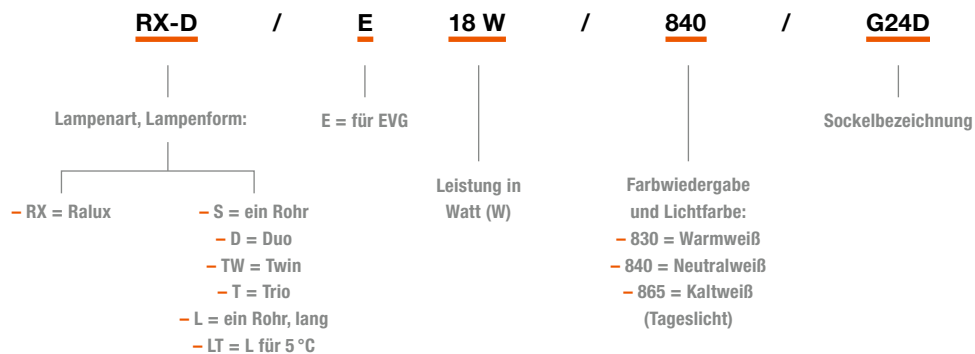 RX-D / E 18 W / 840 / G24D
Lampenart, Lampenform:
E = für EVG
Sockelbezeichnung
Leistung in
Watt (W)
Farbwiedergabe
und Lichtfarbe:
– 830 = Warmweiß
– 840 = Neutralweiß
– 865 = Kaltweiß
(Tageslicht)
– RX = Ralux
– S = ein Rohr
– D = Duo
– TW = Twin
– T = Trio
– L = ein Rohr, lang
– LT = L für 5 °C